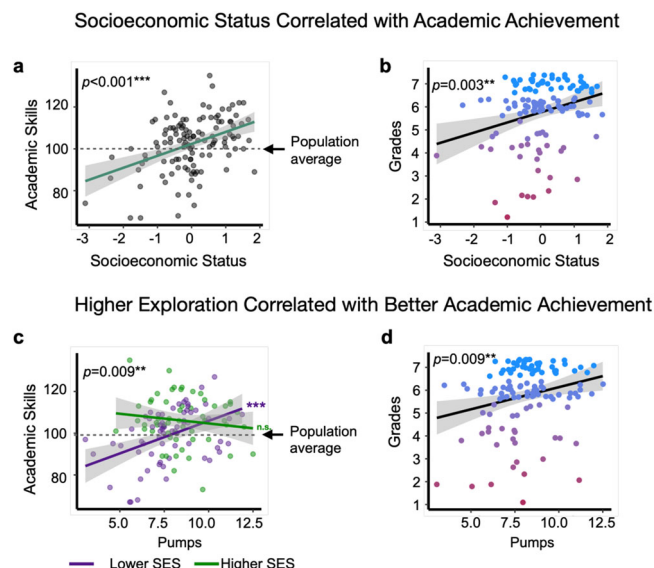 Socioeconomic Status Correlated with Academic Achievement
a
p<0.001***
Academic Skills
120
100
80
Population
average
-3 -2 -1 0 1 2
Socioeconomic Status
b
p=0.003**
Grades
7
6
5
4
3
2
1
-3 -2 -1 0 1 2
Socioeconomic Status
Higher Exploration Correlated with Better Academic Achievement
c
p=0.009**
Academic Skills
120
100
80
***
n.s.
Population
average
5.0 7.5 10.0 12.5
Pumps
Lower SES Higher SES
d
p=0.009**
Grades
7
6
5
4
3
2
1
5.0 7.5 10.0 12.5
Pumps